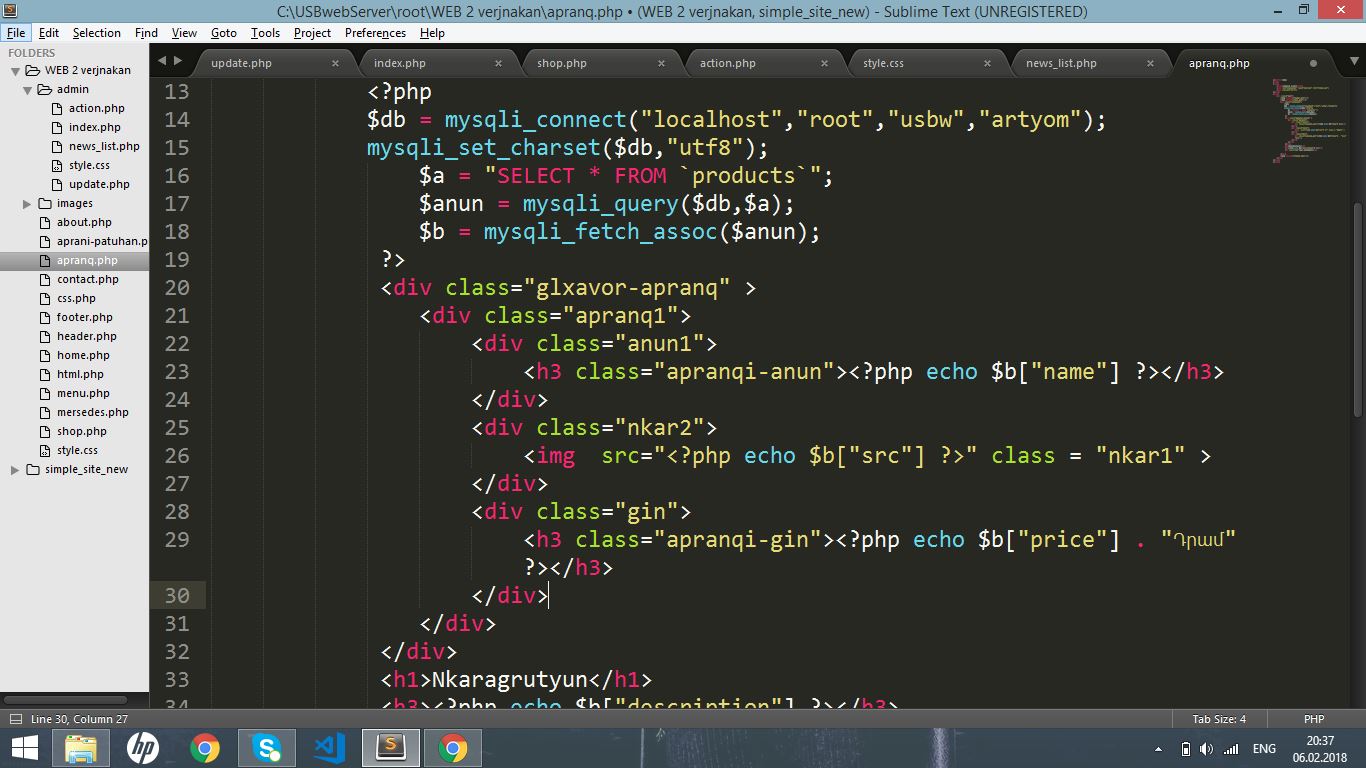 C:\USBwebServer\root\WEB 2 verjnakan\apranq.php • (WEB 2 verjnakan, simple_site_new) - Sublime Text (UNREGISTERED)
File Edit Selection Find View Goto Tools Project Preferences Help
FOLDERS
WEB 2 verjnakan
admin
action.php
index.php
news_list.php
style.css
update.php
images
about.php
aprani-patuhan.p
apranq.php
contact.php
css.php
footer.php
header.php
home.php
html.php
menu.php
mersedes.php
shop.php
style.css
simple_site_new
update.php × index.php × shop.php × action.php × style.css × news_list.php × apranq.php
13 <?php
14 $db = mysqli_connect("localhost","root","usbw","artyom");
15 mysqli_set_charset($db,"utf8");
16 $a = "SELECT * FROM `products`";
17 $anun = mysqli_query($db,$a);
18 $b = mysqli_fetch_assoc($anun);
19 ?>
20 <div class="glxavor-apranq" >
21 <div class="apranq1">
22 <div class="anun1">
23 <h3 class="apranqi-anun"><?php echo $b["name"] ?></h3>
24 </div>
25 <div class="nkar2">
26 <img  src="<?php echo $b["src"] ?>" class = "nkar1" >
27 </div>
28 <div class="gin">
29 <h3 class="apranqi-gin"><?php echo $b["price"] . "Դրամ"
?></h3>
30 </div>
31 </div>
32 </div>
33 <h1>Nkaragrutyun</h1>
34 <h3><?php echo $b["description"] ?></h3>
Line 30, Column 27
Tab Size: 4
PHP
hp
ENG
20:37
06.02.2018